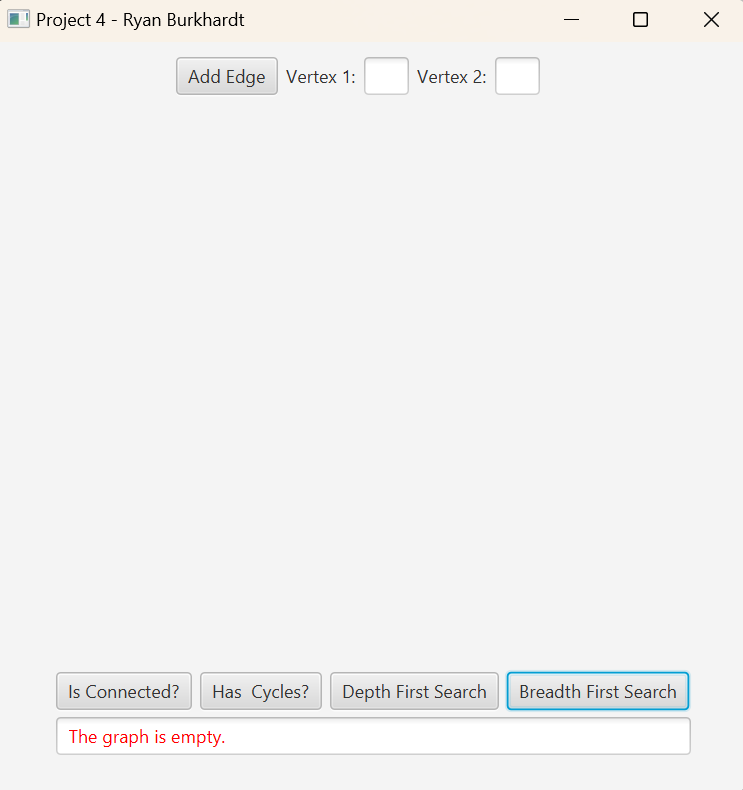 Project 4 - Ryan Burkhardt
Add Edge Vertex 1: Vertex 2:
Is Connected? Has  Cycles? Depth First Search Breadth First Search
The graph is empty.